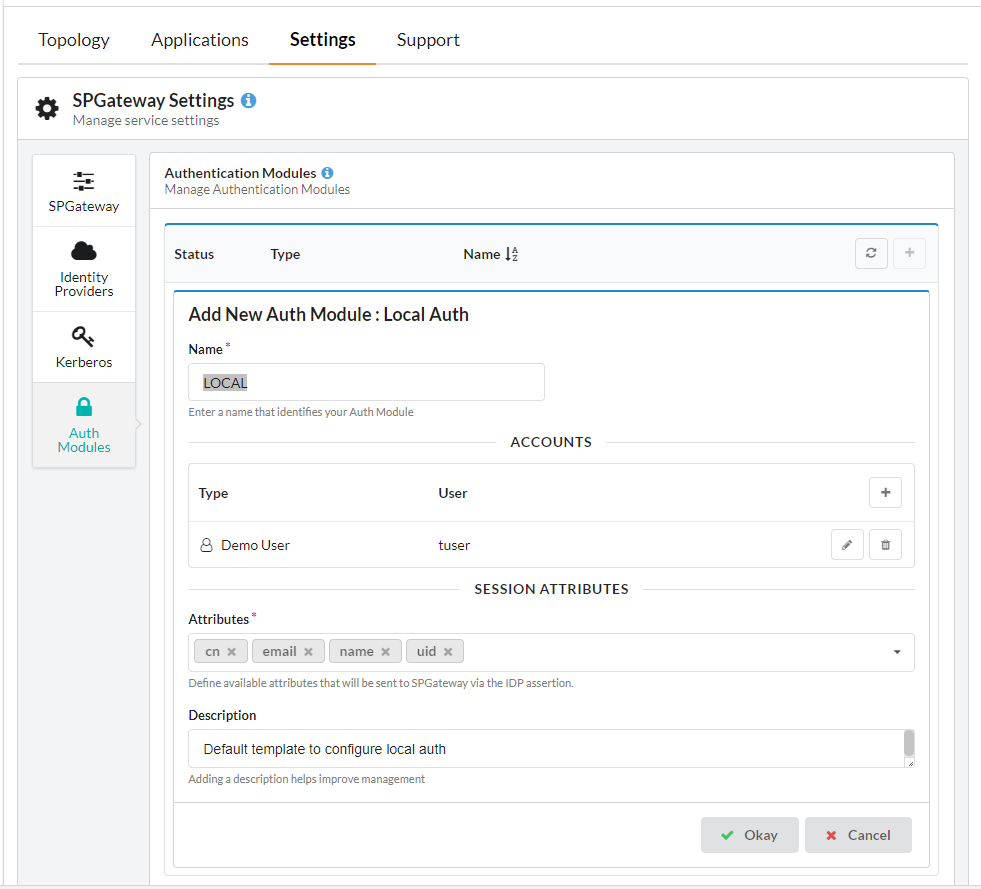 Topology Applications Settings Support
SPGateway Settings
Manage service settings
SPGateway
Identity
Providers
Kerberos
Auth
Modules
Authentication Modules
Manage Authentication Modules
Status Type Name
Add New Auth Module : Local Auth
Name *
LOCAL
Enter a name that identifies your Auth Module
ACCOUNTS
Type User
Demo User tuser
SESSION ATTRIBUTES
Attributes *
cn email name uid
Define available attributes that will be sent to SPGateway via the IDP assertion.
Description
Default template to configure local auth
Adding a description helps improve management
Okay Cancel